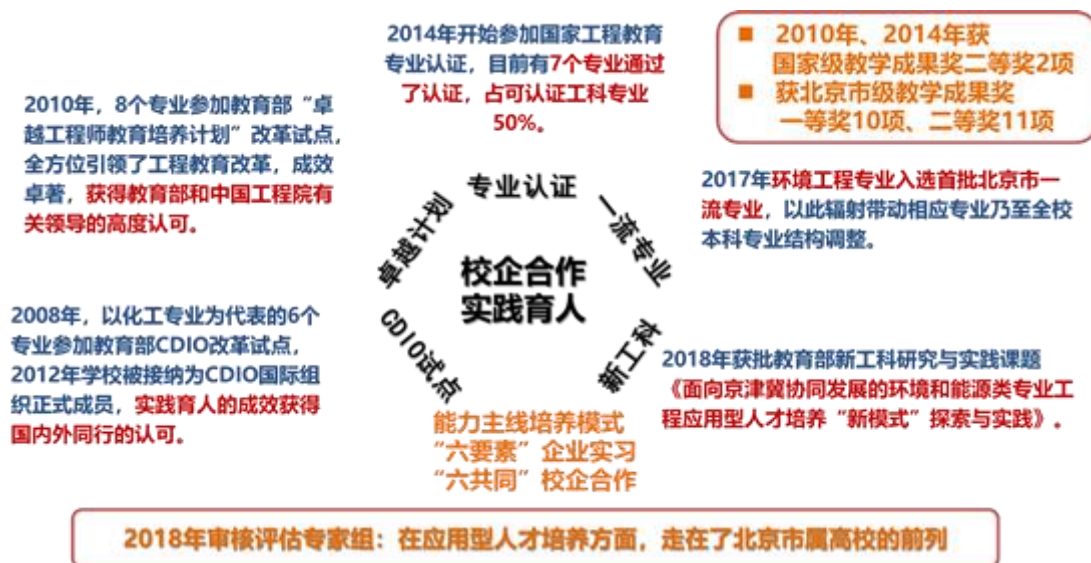 2014年开始参加国家工程教育
专业认证，目前有7个专业通过
了认证，占可认证工科专业
50%。
■ 2010年、2014年获
国家级教学成果奖二等奖2项
■ 获北京市级教学成果奖
一等奖10项、二等奖11项
2010年，8个专业参加教育部“卓
越工程师教育培养计划”改革试点，
全方位引领了工程教育改革，成效
卓著，获得教育部和中国工程院有
关领导的高度认可。
2017年环境工程专业入选首批北京市一
流专业，以此辐射带动相应专业乃至全校
本科专业结构调整。
专业认证
卓越计划
一流专业
校企合作
实践育人
CDIO试点
新工科
2008年，以化工专业为代表的6个
专业参加教育部CDIO改革试点，
2012年学校被接纳为CDIO国际组
织正式成员，实践育人的成效获得
国内外同行的认可。
2018年获批教育部新工科研究与实践课题
《面向京津冀协同发展的环境和能源类专业工
程应用型人才培养“新模式”探索与实践》。
能力主线培养模式
“六要素”企业实习
“六共同”校企合作
2018年审核评估专家组：在应用型人才培养方面，走在了北京市属高校的前列